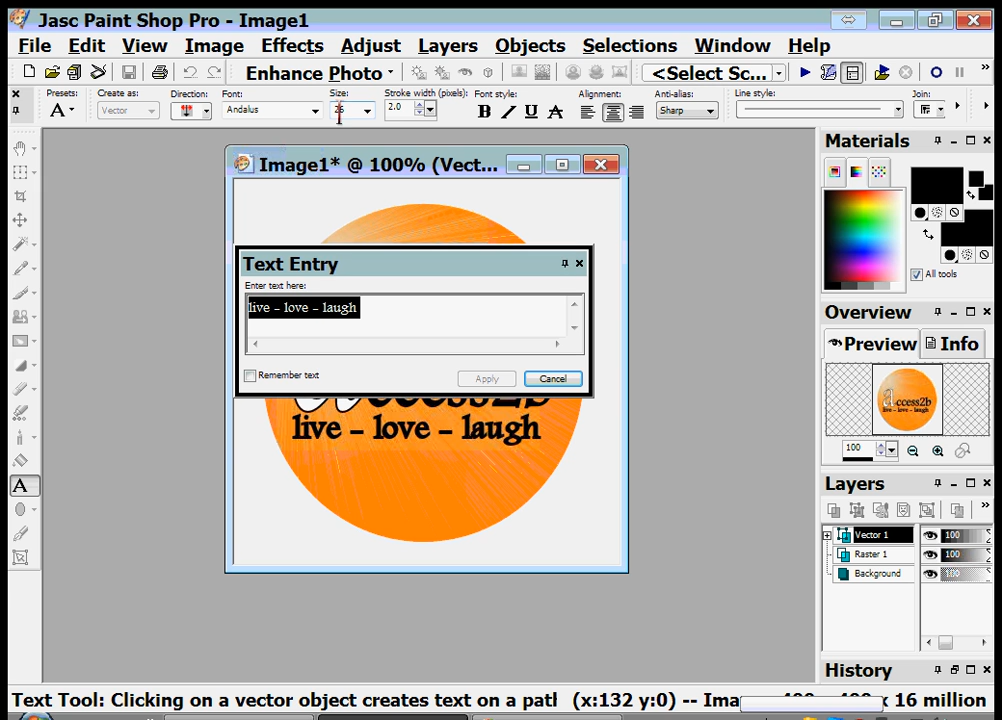 Jasc Paint Shop Pro - Image1
File Edit View Image Effects Adjust Layers Objects Selections Window Help
Enhance Photo <Select Sc...
Presets: Create as: Direction: Font: Size: Stroke width (pixels): Font style: Alignment: Anti-alias: Line style: Join:
A Vector Andalus 26 2.0 B I U A Sharp
Image1* @ 100% (Vect...
Text Entry
Enter text here:
live – love – laugh
Remember text
Apply Cancel
live – love – laugh
Materials
All tools
Overview
Preview Info
access2b
live – love – laugh
100
Layers
Vector 1 100
Raster 1 100
Background 100
History
A
Text Tool: Clicking on a vector object creates text on a path (x:132 y:0) -- Ima
x 16 million